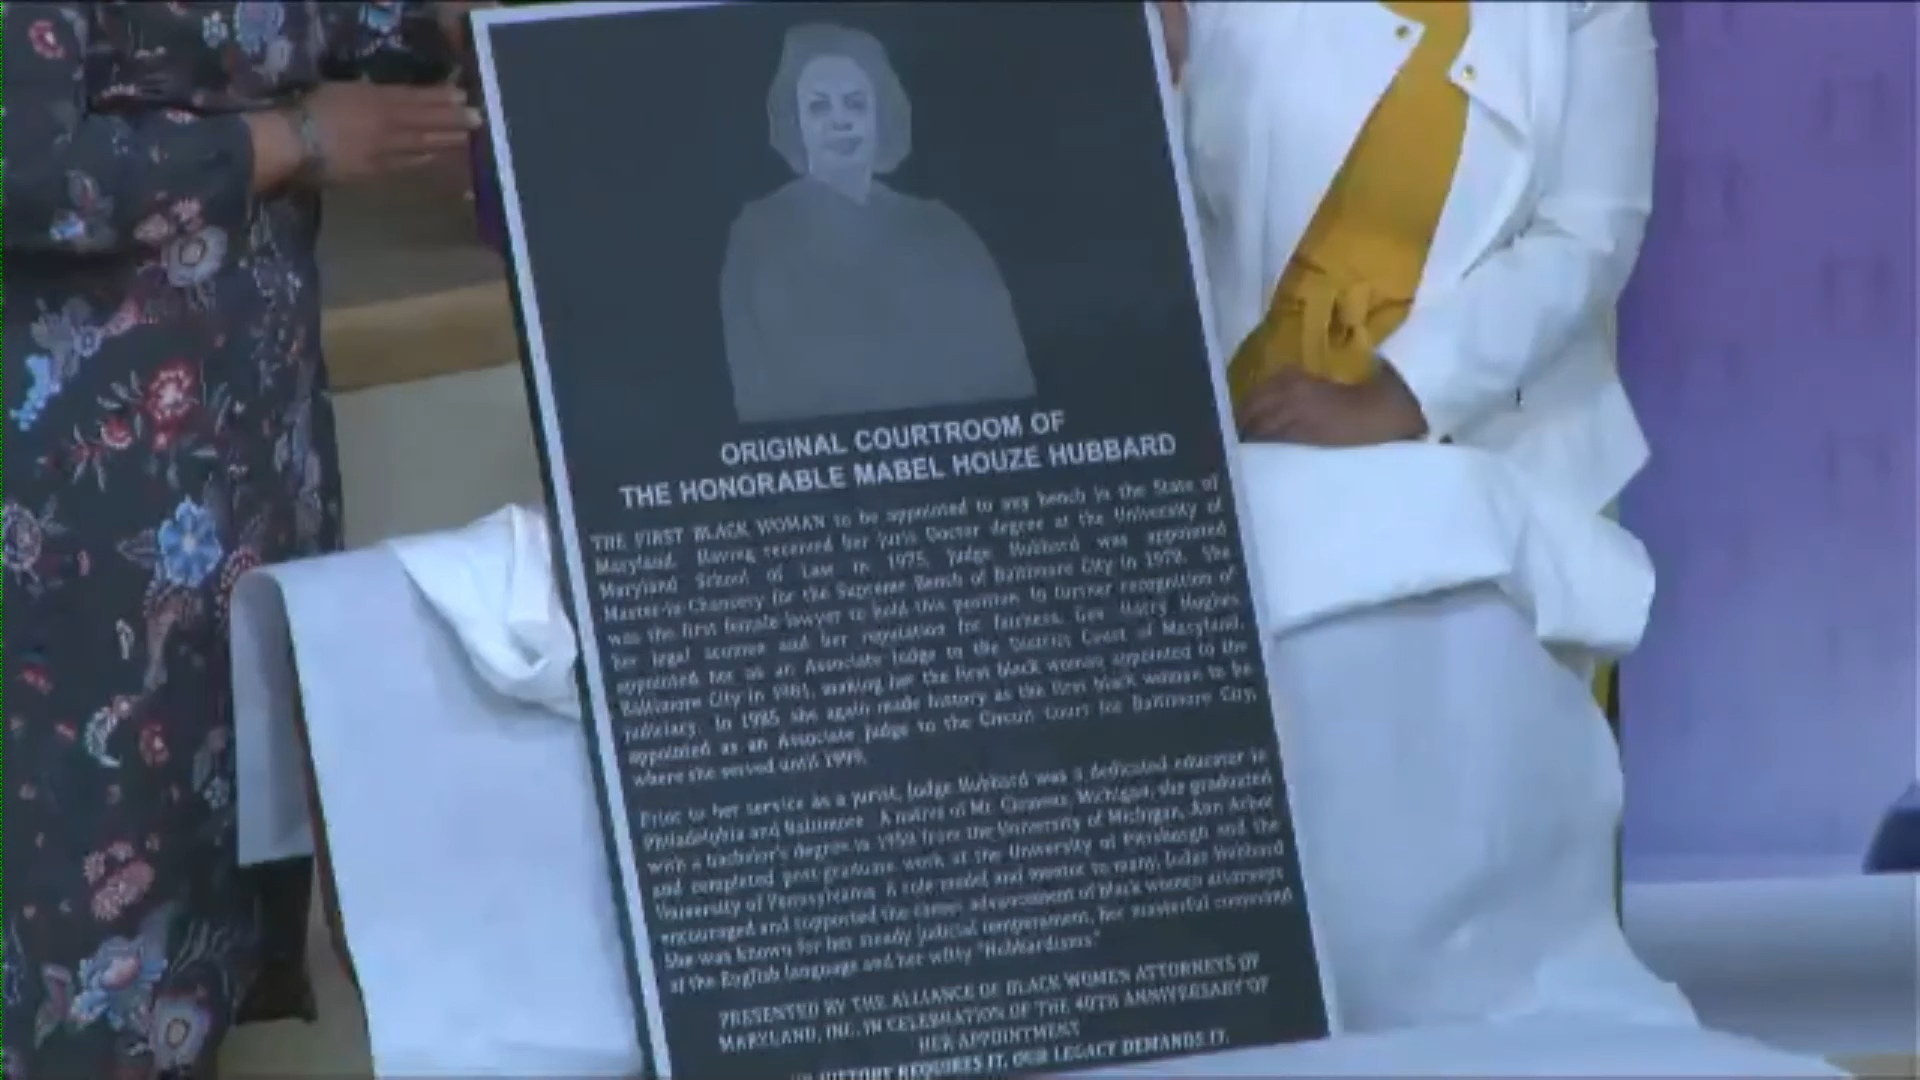 ORIGINAL COURTROOM OF
THE HONORABLE MABEL HOUZE HUBBARD
THE FIRST BLACK WOMAN to be appointed to any bench in the State of
Maryland. Having received her Juris Doctor degree at the University of
Maryland School of Law in 1975, Judge Hubbard was appointed
Master-in Chancery for the Supreme Bench of Baltimore City in 1979. She
was the first female lawyer to hold this position. In further recognition of
her legal acumen and her reputation for fairness, Gov. Harry Hughes
appointed her as an Associate Judge to the District Court of Maryland,
Baltimore City in 1981, making her the first black woman appointed to the
judiciary. In 1985 she again made history as the first black woman to be
appointed as an Associate Judge to the Circuit Court for Baltimore City,
where she served until 1999.
Prior to her service as a jurist, Judge Hubbard was a dedicated educator in
Philadelphia and Baltimore. A native of Mt. Clemens, Michigan, she graduated
with a bachelor's degree in from the University of Michigan, Ann Arbor
and completed post-graduate work at the University of Pittsburgh and the
University of Pennsylvania. A role model and mentor to many, Judge Hubbard
encouraged and supported the career advancement of black women attorneys.
She was known for her steady judicial temperament, her masterful command
of the English language and her witty "Hubbardisms."
PRESENTED BY THE ALLIANCE OF BLACK WOMEN ATTORNEYS OF
MARYLAND, INC. IN CELEBRATION OF THE 40TH ANNIVERSARY OF
HER APPOINTMENT
HISTORY REQUIRES IT. OUR LEGACY DEMANDS IT.